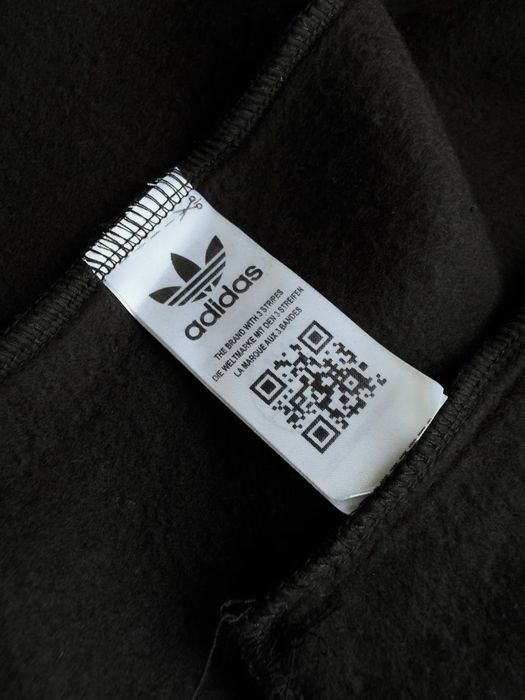 adidas
THE BRAND WITH 3 STRIPES
DIE WELTMARKE MIT DEN 3 STREIFEN
LA MARQUE AUX 3 BANDES